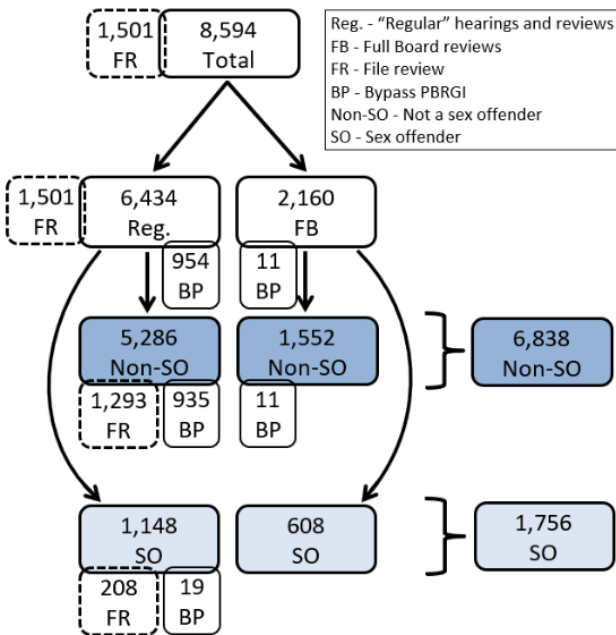 1,501
FR
8,594
Total
Reg. - “Regular” hearings and reviews
FB - Full Board reviews
FR - File review
BP - Bypass PBRGI
Non-SO - Not a sex offender
SO - Sex offender
1,501
FR
6,434
Reg.
2,160
FB
954
BP
11
BP
5,286
Non-SO
1,552
Non-SO
6,838
Non-SO
1,293
FR
935
BP
11
BP
1,148
SO
608
SO
1,756
SO
208
FR
19
BP